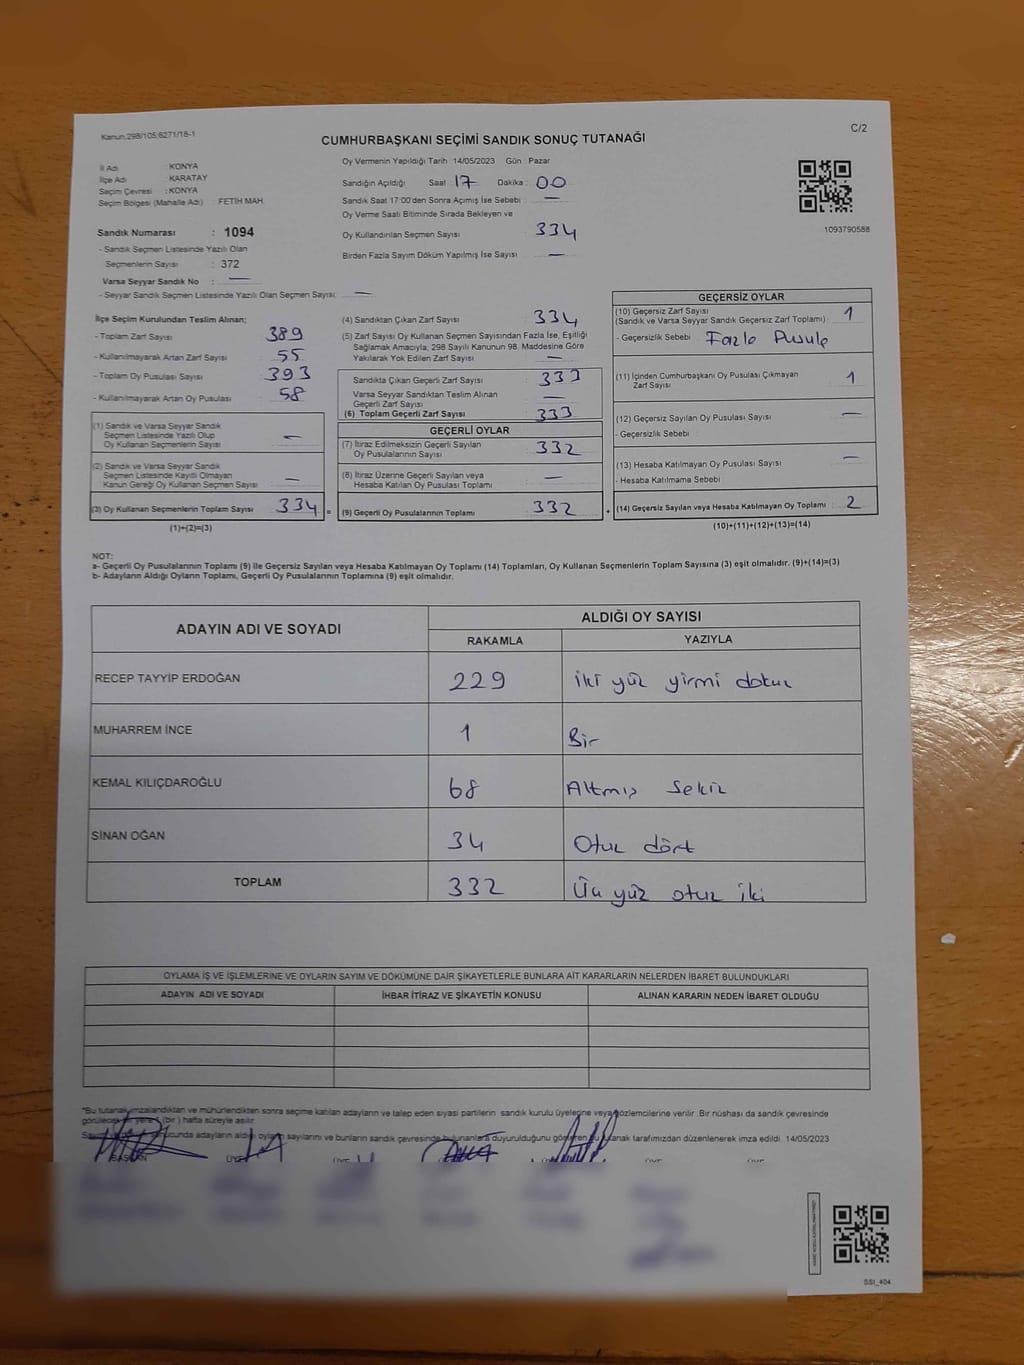 Kanun,298/105;6271/18-1
CUMHURBAŞKANI SEÇİMİ SANDIK SONUÇ TUTANAĞI
C/2
İl Adı : KONYA
İlçe Adı : KARATAY
Seçim Çevresi : KONYA
Seçim Bölgesi (Mahalle Adı) : FETİH MAH.
Sandık Numarası : 1094
- Sandık Seçmen Listesinde Yazılı Olan
Seçmenlerin Sayısı : 372
Varsa Seyyar Sandık No : —
- Seyyar Sandık Seçmen Listesinde Yazılı Olan Seçmen Sayısı: —
Oy Vermenin Yapıldığı Tarih 14/05/2023 Gün : Pazar
Sandığın Açıldığı Saat : 17 Dakika : 00
Sandık Saat 17:00'den Sonra Açılmış İse Sebebi : —
Oy Verme Saati Bitiminde Sırada Bekleyen ve
Oy Kullandırılan Seçmen Sayısı : 334
Birden Fazla Sayım Döküm Yapılmış İse Sayısı : —
1093790588
İlçe Seçim Kurulundan Teslim Alınan;
- Toplam Zarf Sayısı : 389
- Kullanılmayarak Artan Zarf Sayısı : 55
- Toplam Oy Pusulası Sayısı : 393
- Kullanılmayarak Artan Oy Pusulası : 58
(1) Sandık ve Varsa Seyyar Sandık
Seçmen Listesinde Yazılı Olup
Oy Kullanan Seçmenlerin Sayısı : —
(2) Sandık ve Varsa Seyyar Sandık
Seçmen Listesinde Kayıtlı Olmayan
Kanun Gereği Oy Kullanan Seçmen Sayısı : —
(3) Oy Kullanan Seçmenlerin Toplam Sayısı : 334 =
(1)+(2)=(3)
(4) Sandıktan Çıkan Zarf Sayısı : 334
(5) Zarf Sayısı Oy Kullanan Seçmen Sayısından Fazla İse, Eşitliği
Sağlamak Amacıyla, 298 Sayılı Kanunun 98. Maddesine Göre
Yakılarak Yok Edilen Zarf Sayısı : —
Sandıkta Çıkan Geçerli Zarf Sayısı : 333
Varsa Seyyar Sandıktan Teslim Alınan
Geçerli Zarf Sayısı : —
(6) Toplam Geçerli Zarf Sayısı : 333
GEÇERLİ OYLAR
(7) İtiraz Edilmeksizin Geçerli Sayılan
Oy Pusulalarının Sayısı : 332
(8) İtiraz Üzerine Geçerli Sayılan veya
Hesaba Katılan Oy Pusulası Toplamı : —
(9) Geçerli Oy Pusulalarının Toplamı : 332 +
GEÇERSİZ OYLAR
(10) Geçersiz Zarf Sayısı
(Sandık ve Varsa Seyyar Sandık Geçersiz Zarf Toplamı) : 1
- Geçersizlik Sebebi : Fazla Pusula
(11) İçinden Cumhurbaşkanı Oy Pusulası Çıkmayan
Zarf Sayısı : 1
(12) Geçersiz Sayılan Oy Pusulası Sayısı : —
- Geçersizlik Sebebi :
(13) Hesaba Katılmayan Oy Pusulası Sayısı : —
- Hesaba Katılmama Sebebi :
(14) Geçersiz Sayılan veya Hesaba Katılmayan Oy Toplamı : 2
(10)+(11)+(12)+(13)=(14)
NOT:
a- Geçerli Oy Pusulalarının Toplamı (9) ile Geçersiz Sayılan veya Hesaba Katılmayan Oy Toplamı (14) Toplamları, Oy Kullanan Seçmenlerin Toplam Sayısına (3) eşit olmalıdır. (9)+(14)=(3)
b- Adayların Aldığı Oyların Toplamı, Geçerli Oy Pusulalarının Toplamına (9) eşit olmalıdır.
ADAYIN ADI VE SOYADI ALDIĞI OY SAYISI
RAKAMLA YAZIYLA
RECEP TAYYİP ERDOĞAN 229 iki yüz yirmi dokuz
MUHARREM İNCE 1 Bir
KEMAL KILIÇDAROĞLU 68 Altmış sekiz
SİNAN OĞAN 34 Otuz dört
TOPLAM 332 Üç yüz otuz iki
OYLAMA İŞ VE İŞLEMLERİNE VE OYLARIN SAYIM VE DÖKÜMÜNE DAİR ŞİKAYETLERLE BUNLARA AİT KARARLARIN NELERDEN İBARET BULUNDUKLARI
ADAYIN ADI VE SOYADI İHBAR İTİRAZ VE ŞİKAYETİN KONUSU ALINAN KARARIN NEDEN İBARET OLDUĞU
*Bu tutanak imzalandıktan ve mühürlendikten sonra seçime katılan adayların ve talep eden siyasi partilerin sandık kurulu üyelerine veya gözlemcilerine verilir. Bir nüshası da sandık çevresinde
görülecek bir yere 1 (bir) hafta süreyle asılır.
sonucunda adayların aldığı oyların sayılarını ve bunların sandık çevresinde bulunanlara duyurulduğunu gösteren bu tutanak tarafımızdan düzenlenerek imza edildi. 14/05/2023
BAŞKAN ÜYE ÜYE ÜYE ÜYE ÜYE
SSI_404